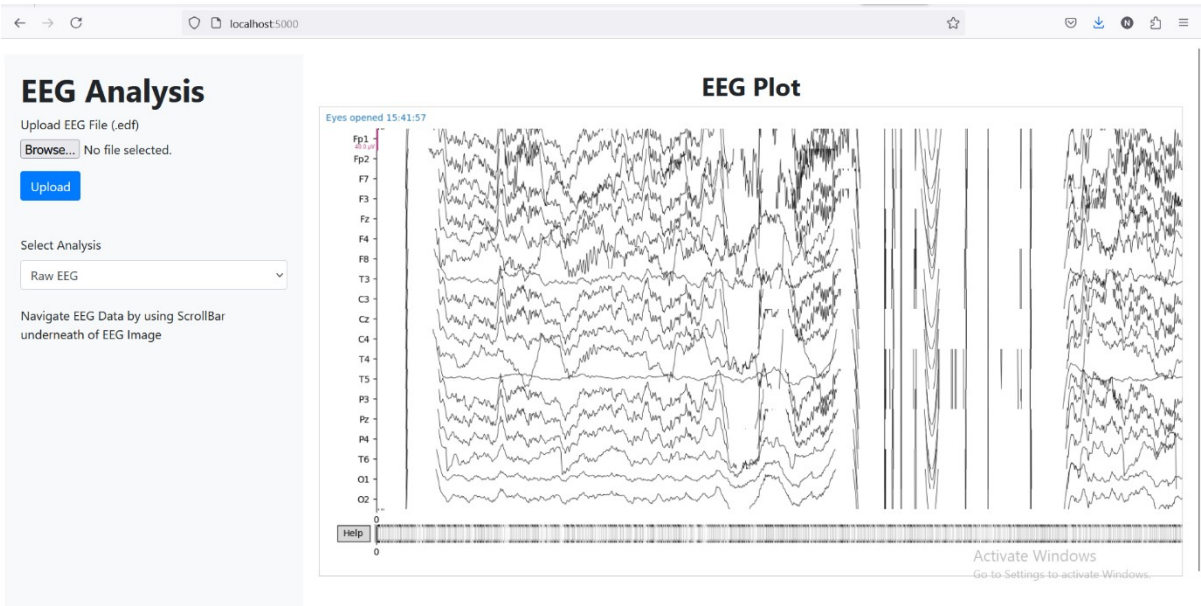 localhost:5000
N
EEG Analysis
Upload EEG File (.edf)
Browse... No file selected.
Upload
Select Analysis
Raw EEG
Navigate EEG Data by using ScrollBar
underneath of EEG Image
EEG Plot
Eyes opened 15:41:57
Fp1
40.0 µV
Fp2
F7
F3
Fz
F4
F8
T3
C3
Cz
C4
T4
T5
P3
Pz
P4
T6
O1
O2
0
Help
0
Activate Windows
Go to Settings to activate Windows.